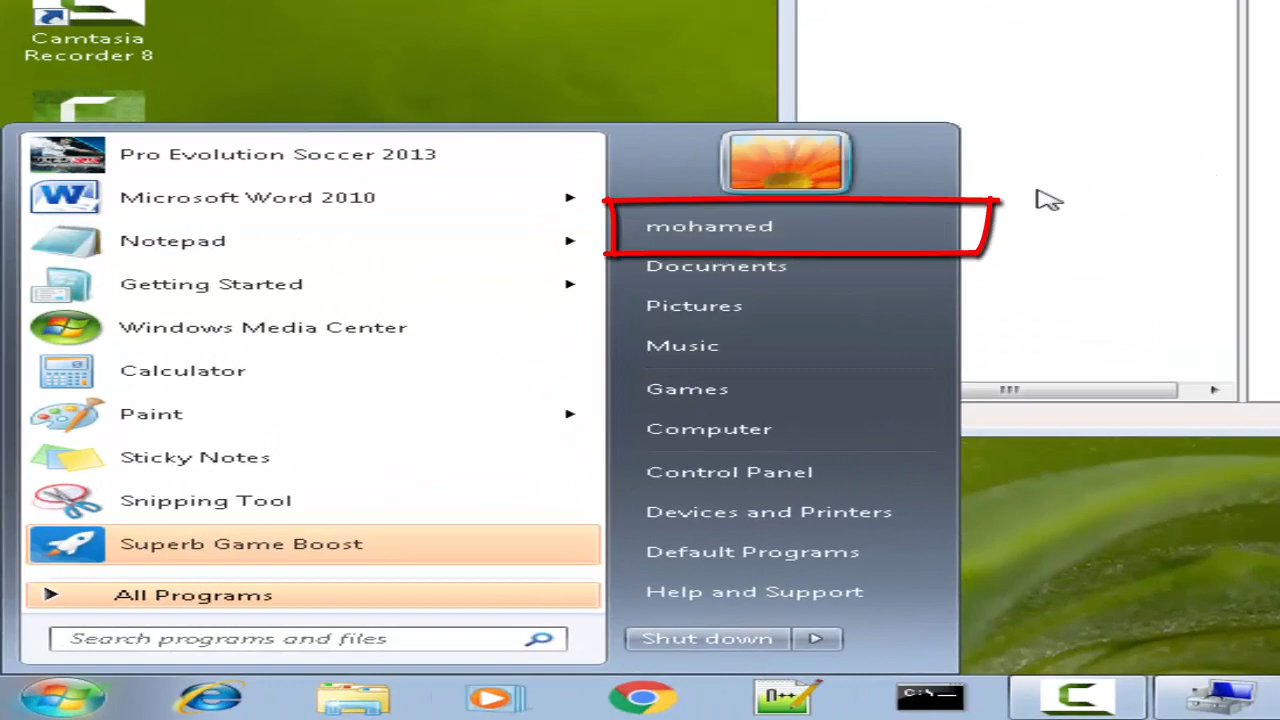 Camtasia
Recorder 8
Pro Evolution Soccer 2013
Microsoft Word 2010
Notepad
Getting Started
Windows Media Center
Calculator
Paint
Sticky Notes
Snipping Tool
Superb Game Boost
All Programs
Search programs and files
mohamed
Documents
Pictures
Music
Games
Computer
Control Panel
Devices and Printers
Default Programs
Help and Support
Shut down
n++
C:\